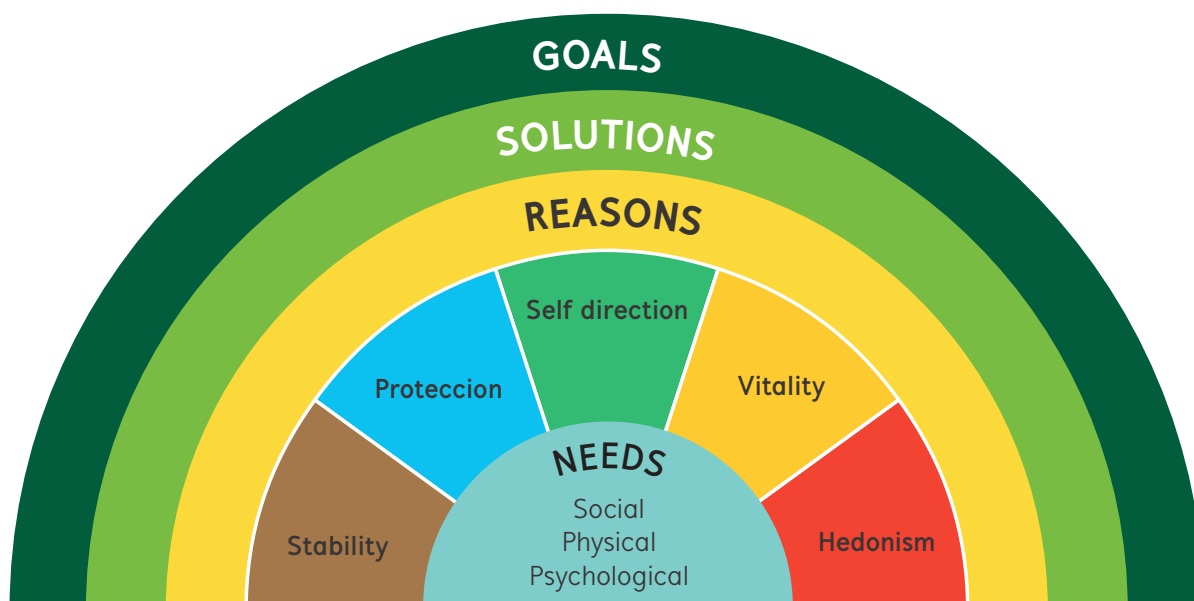 GOALS
SOLUTIONS
REASONS
Self direction
Proteccion
Vitality
Stability
Hedonism
NEEDS
Social
Physical
Psychological